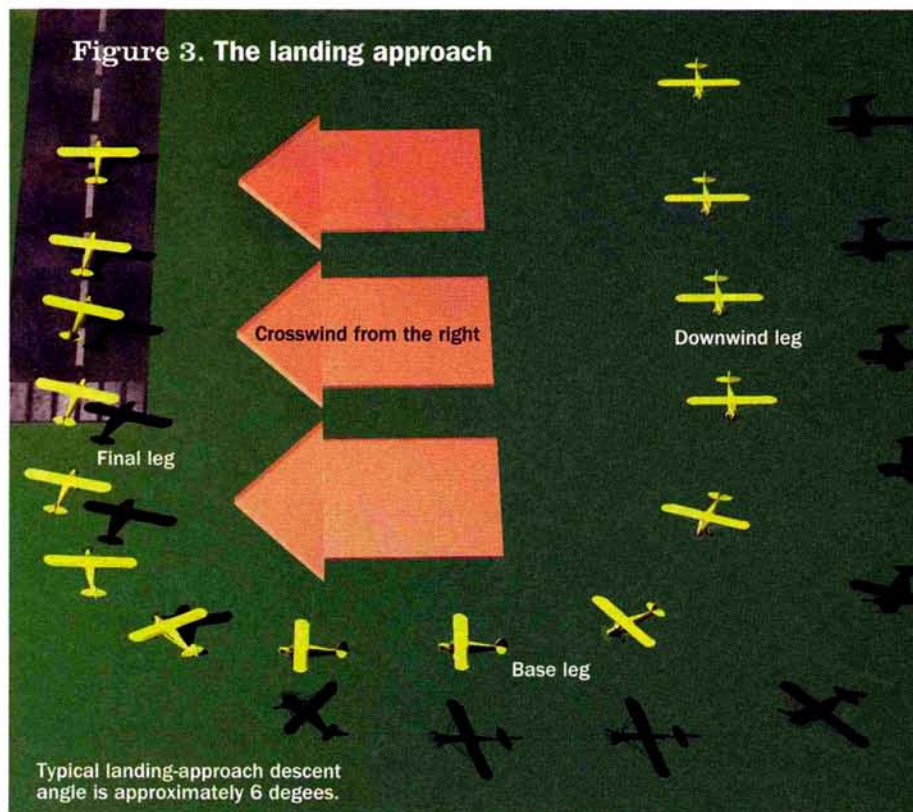 Figure 3. The landing approach
Crosswind from the right
Downwind leg
Final leg
Base leg
Typical landing-approach descent
angle is approximately 6 degees.